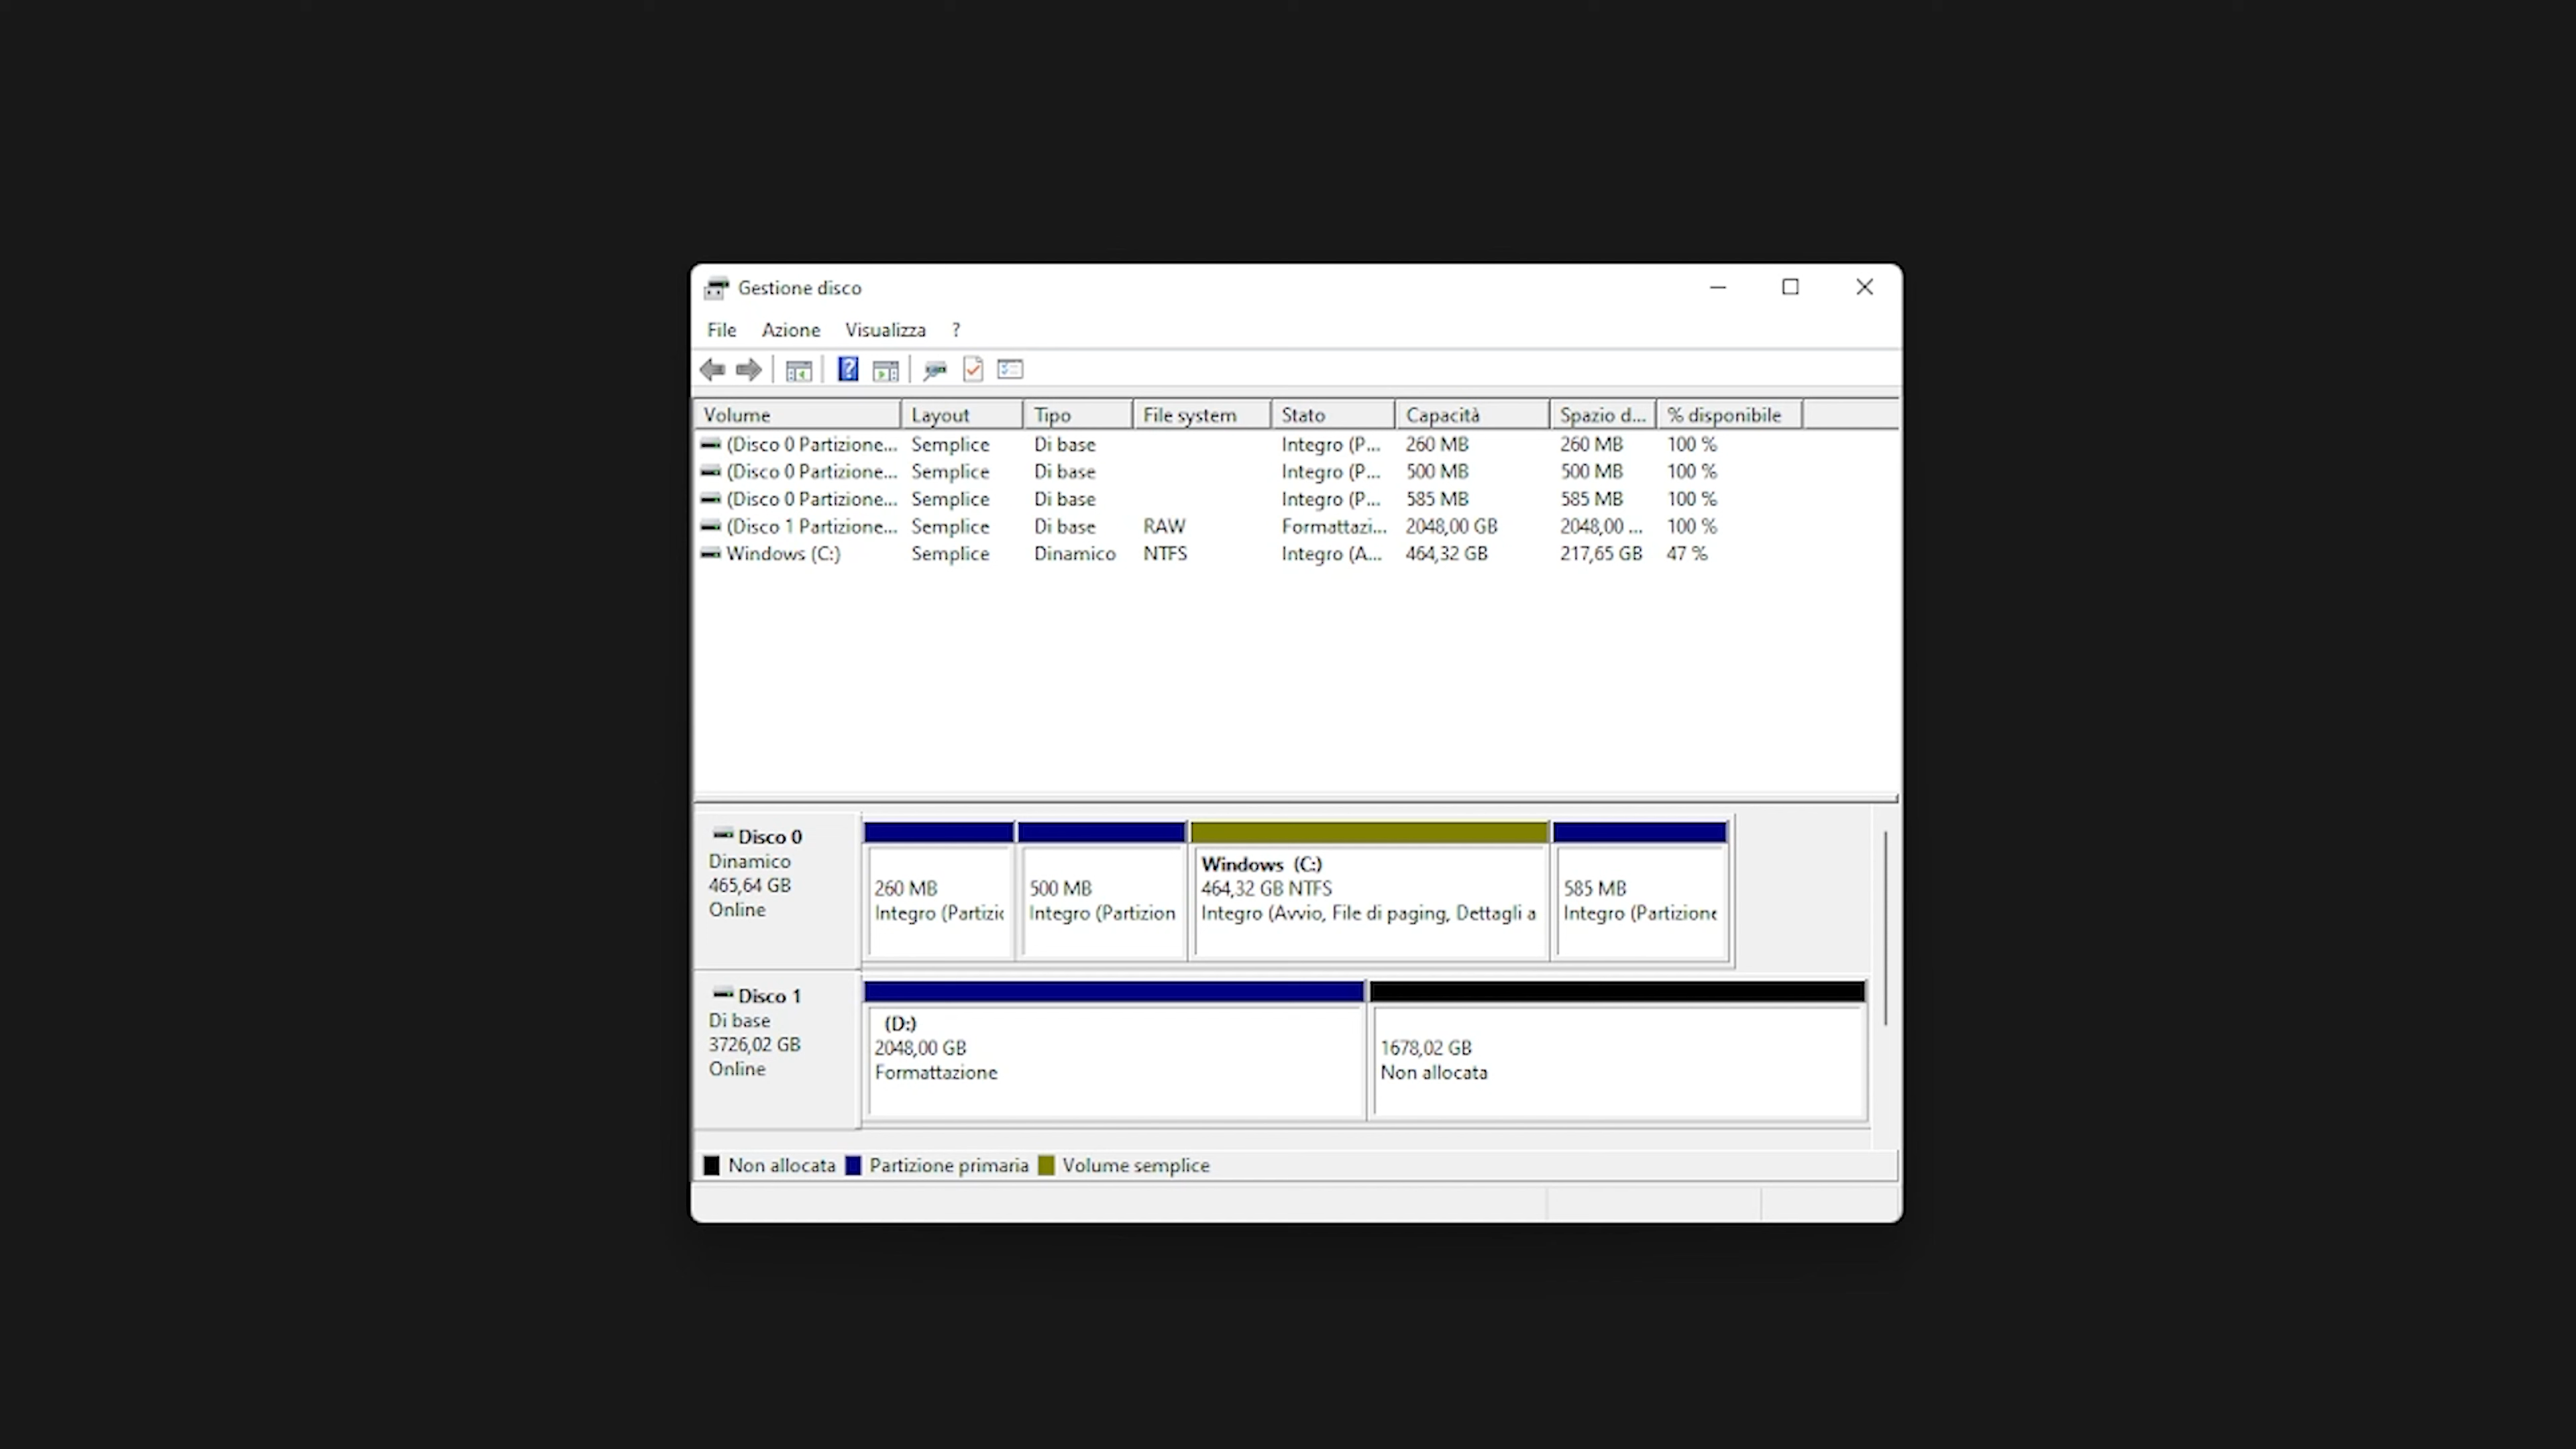 Gestione disco
File Azione Visualizza ?
Volume Layout Tipo File system Stato Capacità Spazio d... % disponibile
(Disco 0 Partizione... Semplice Di base Integro (P... 260 MB 260 MB 100 %
(Disco 0 Partizione... Semplice Di base Integro (P... 500 MB 500 MB 100 %
(Disco 0 Partizione... Semplice Di base Integro (P... 585 MB 585 MB 100 %
(Disco 1 Partizione... Semplice Di base RAW Formattazi... 2048,00 GB 2048,00 ... 100 %
Windows (C:) Semplice Dinamico NTFS Integro (A... 464,32 GB 217,65 GB 47 %
Disco 0
Dinamico
465,64 GB
Online
260 MB
Integro (Partizic
500 MB
Integro (Partizion
Windows (C:)
464,32 GB NTFS
Integro (Avvio, File di paging, Dettagli a
585 MB
Integro (Partizione
Disco 1
Di base
3726,02 GB
Online
(D:)
2048,00 GB
Formattazione
1678,02 GB
Non allocata
Non allocata Partizione primaria Volume semplice